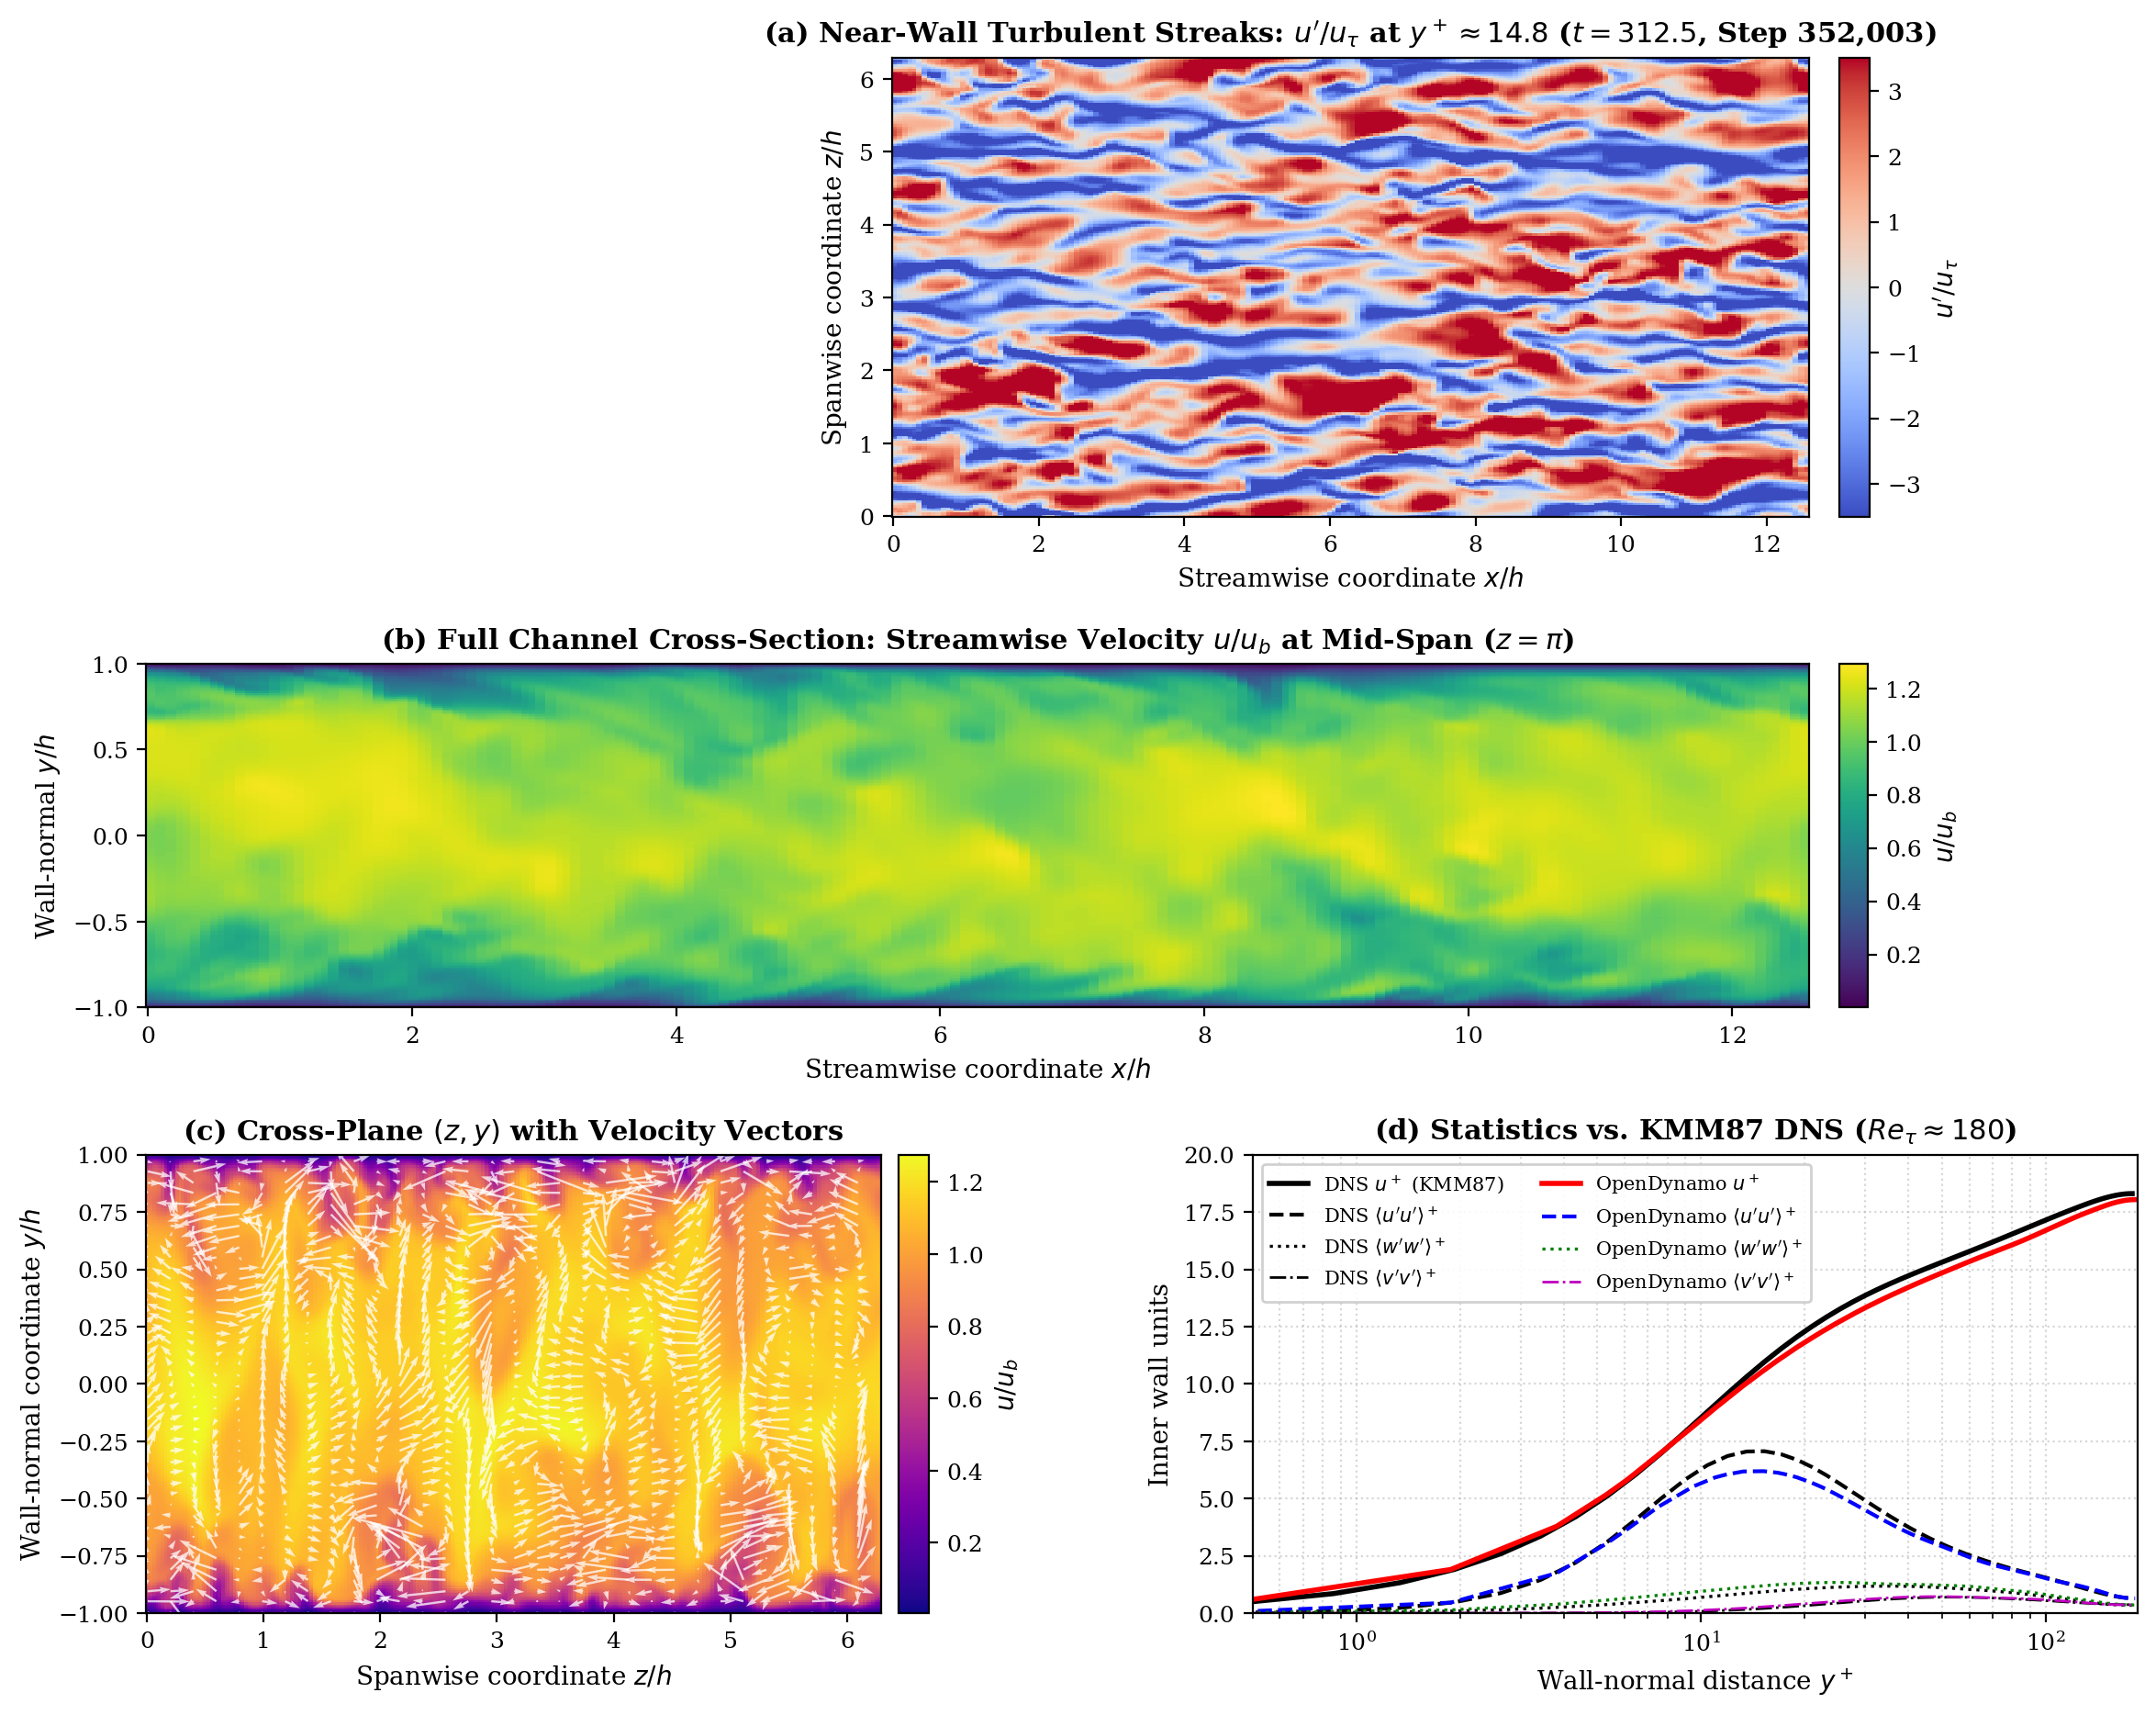 (a) Near-Wall Turbulent Streaks: u′/uτ at y⁺ ≈ 14.8 (t = 312.5, Step 352,003)
6
5
4
3
2
1
0
Spanwise coordinate z/h
0 2 4 6 8 10 12
Streamwise coordinate x/h
3
2
1
0
−1
−2
−3
u′/uτ
(b) Full Channel Cross-Section: Streamwise Velocity u/u_b at Mid-Span (z = π)
1.0
0.5
0.0
−0.5
−1.0
Wall-normal y/h
0 2 4 6 8 10 12
Streamwise coordinate x/h
1.2
1.0
0.8
0.6
0.4
0.2
u/u_b
(c) Cross-Plane (z, y) with Velocity Vectors
1.00
0.75
0.50
0.25
0.00
−0.25
−0.50
−0.75
−1.00
Wall-normal coordinate y/h
0 1 2 3 4 5 6
Spanwise coordinate z/h
1.2
1.0
0.8
0.6
0.4
0.2
u/u_b
(d) Statistics vs. KMM87 DNS (Reτ ≈ 180)
20.0
17.5
15.0
12.5
10.0
7.5
5.0
2.5
0.0
Inner wall units
DNS u⁺ (KMM87)
DNS ⟨u′u′⟩⁺
DNS ⟨w′w′⟩⁺
DNS ⟨v′v′⟩⁺
OpenDynamo u⁺
OpenDynamo ⟨u′u′⟩⁺
OpenDynamo ⟨w′w′⟩⁺
OpenDynamo ⟨v′v′⟩⁺
10⁰ 10¹ 10²
Wall-normal distance y⁺